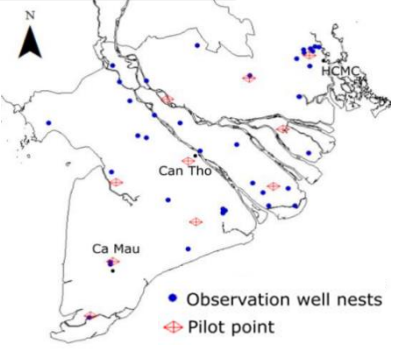 N
HCMC
Can Tho
Ca Mau
Observation well nests
Pilot point